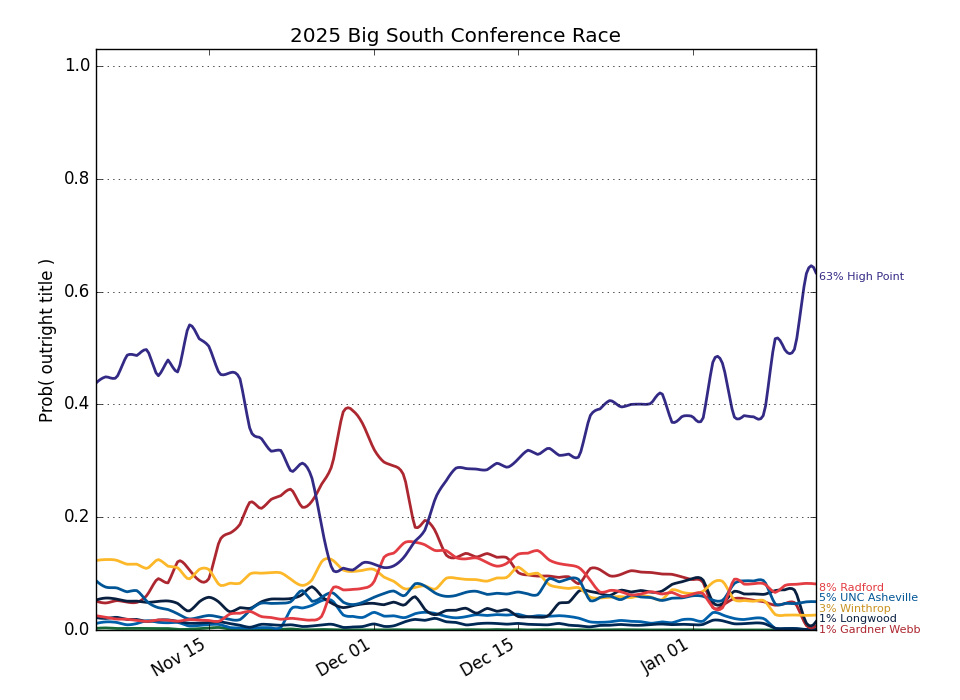 2025 Big South Conference Race
Prob( outright title )
1.0
0.8
0.6
0.4
0.2
0.0
Nov 15
Dec 01
Dec 15
Jan 01
63% High Point
8% Radford
5% UNC Asheville
3% Winthrop
1% Longwood
1% Gardner Webb